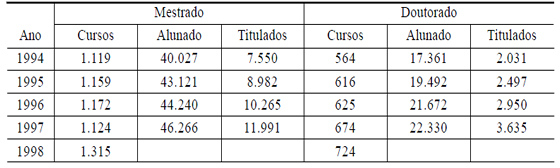 Mestrado Doutorado
Ano Cursos Alunado Titulados Cursos Alunado Titulados
1994 1.119 40.027 7.550 564 17.361 2.031
1995 1.159 43.121 8.982 616 19.492 2.497
1996 1.172 44.240 10.265 625 21.672 2.950
1997 1.124 46.266 11.991 674 22.330 3.635
1998 1.315 724